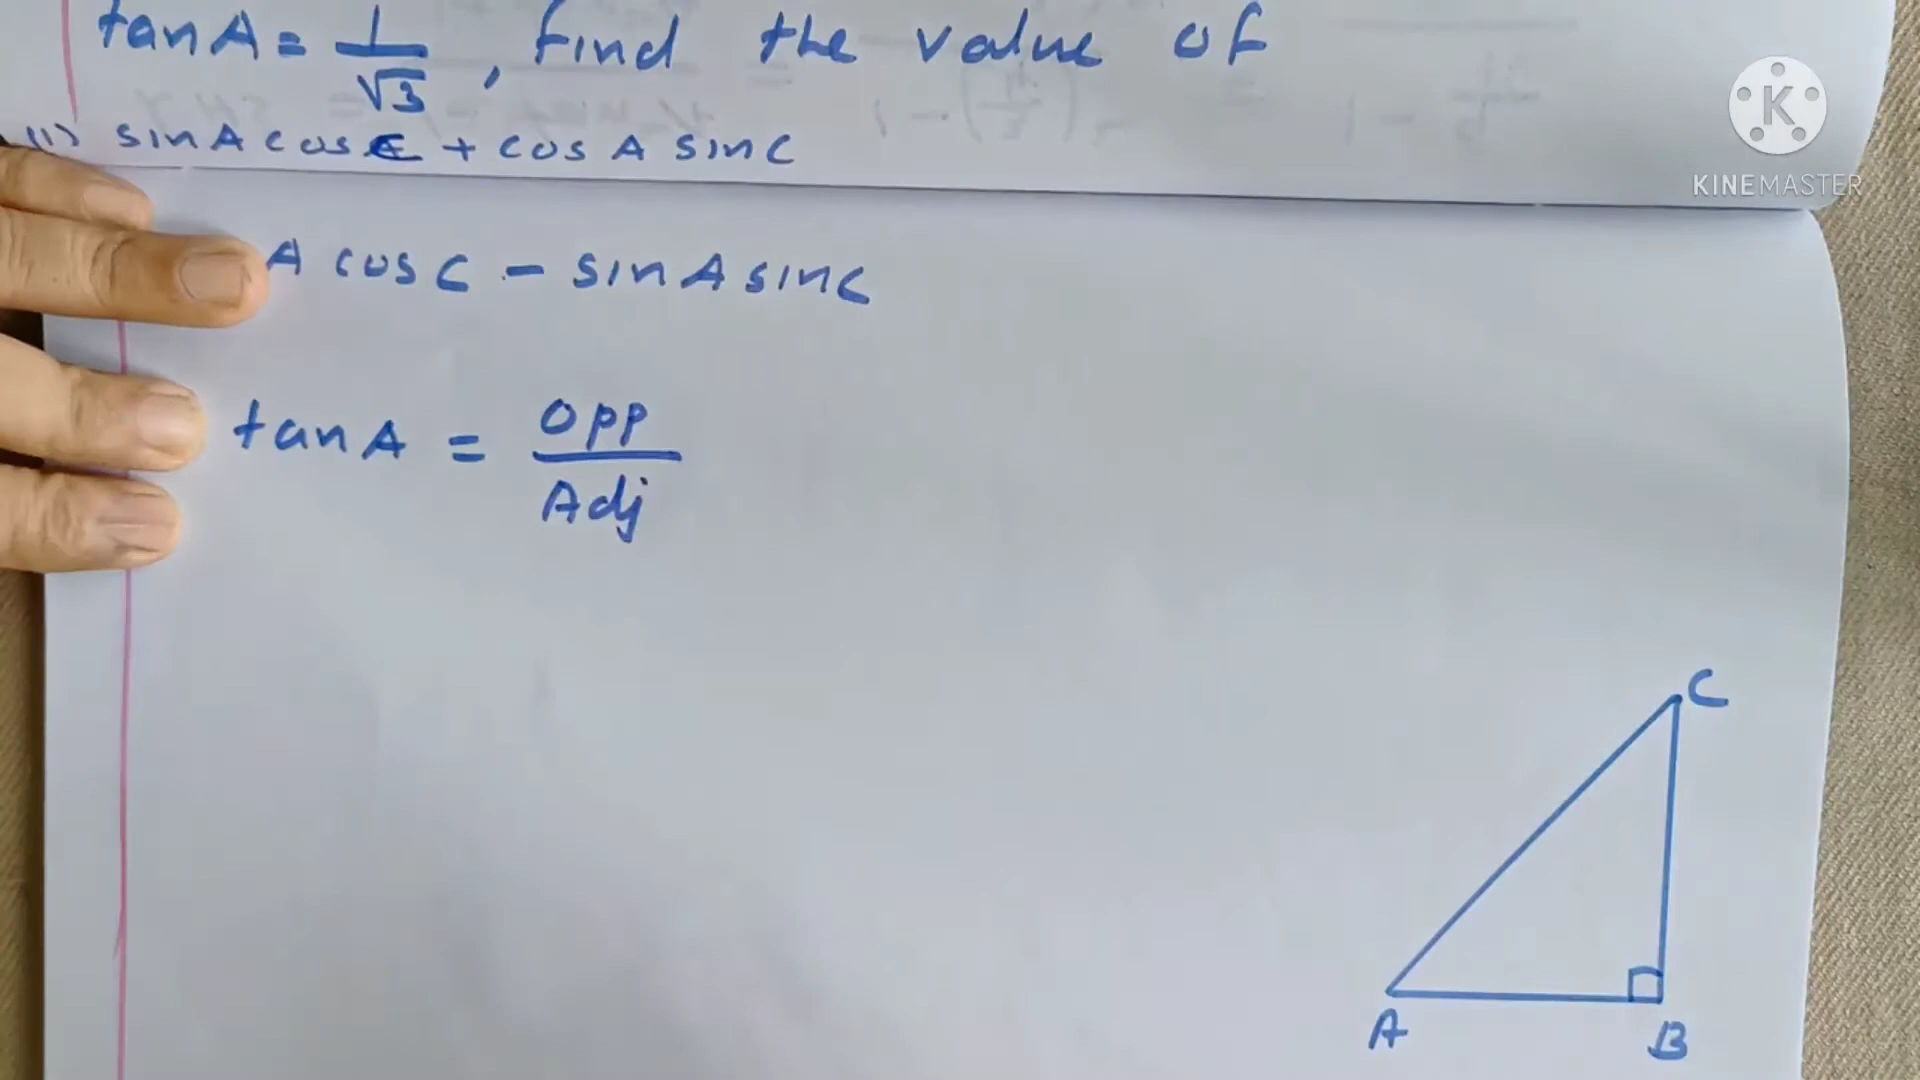 tanA = 1/√3, find the value of
(i) sinA cosC + cosA sinC
A cosC - sinA sinC
tanA = Opp/Adj
C
A
B
K
KINEMASTER